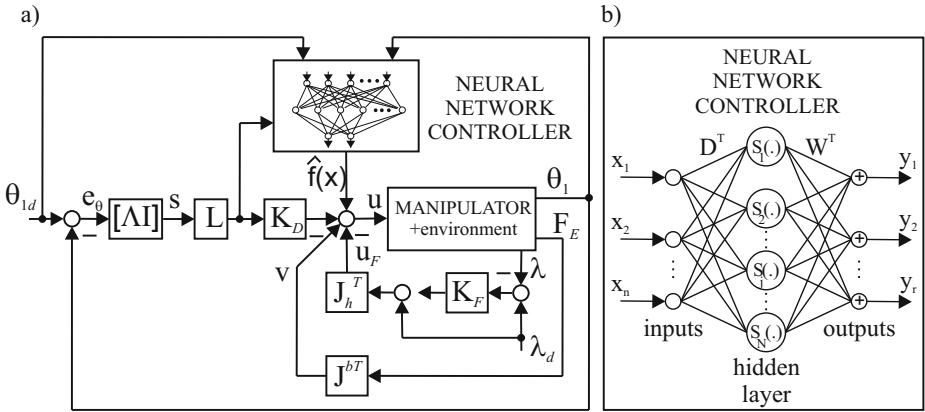 a)
b)
NEURAL
NETWORK
CONTROLLER
f̂(x)
θ1d
−
eθ
[ΛI]
s
L
KD
−
u
−
uF
v
MANIPULATOR
+environment
θ1
FE
λ
−
KF
JhT
λd
JbT
NEURAL
NETWORK
CONTROLLER
DT
WT
x1
x2
xn
S1(.)
S2(.)
Si(.)
SN(.)
+
+
+
y1
y2
yr
inputs
outputs
hidden
layer